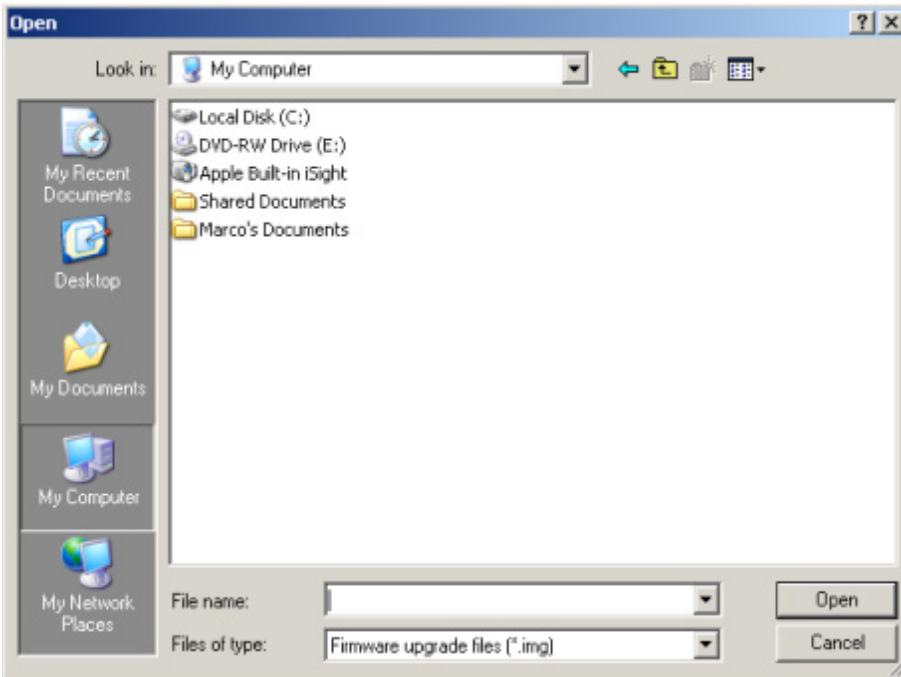 Open
Look in: My Computer
Local Disk (C:)
DVD-RW Drive (E:)
Apple Built-in iSight
Shared Documents
Marco's Documents
My Recent
Documents
Desktop
My Documents
My Computer
My Network
Places
File name:
Open
Files of type: Firmware upgrade files (*.img)
Cancel